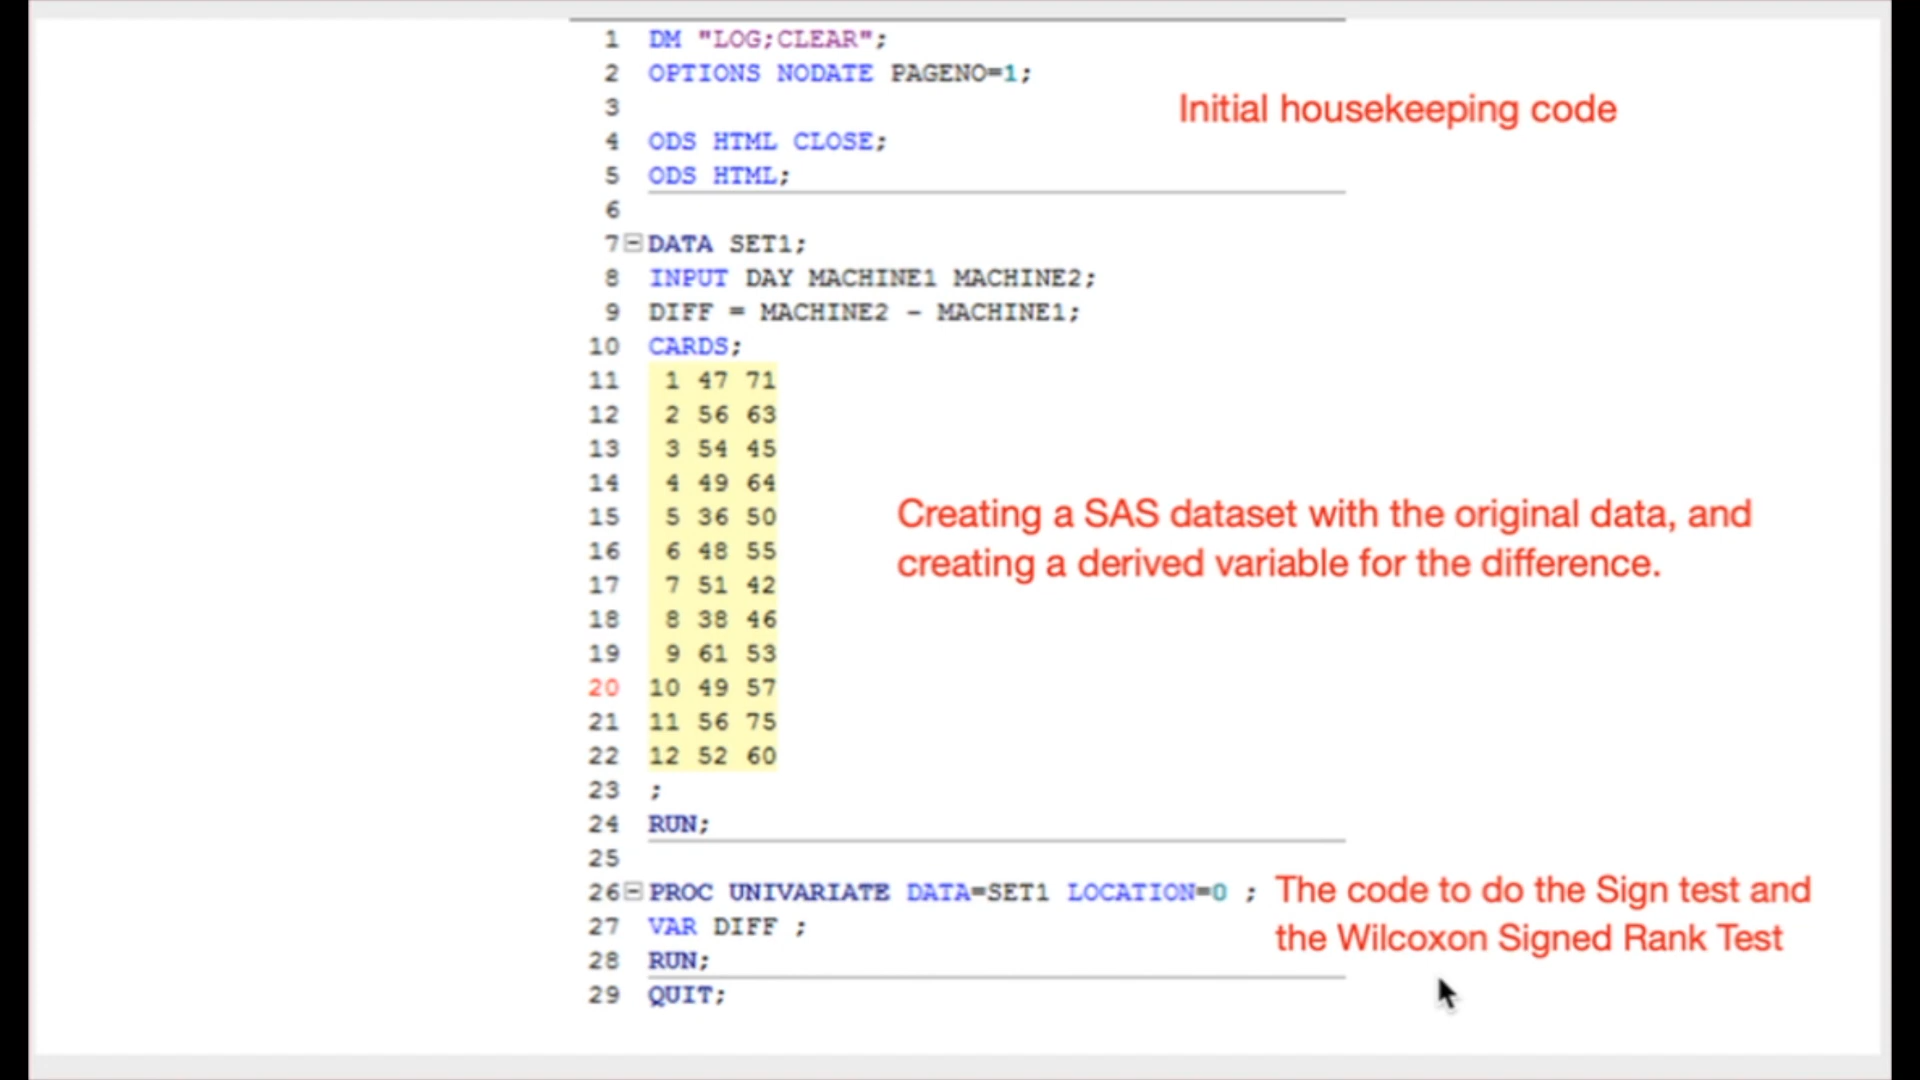 1 DM "LOG;CLEAR";
2 OPTIONS NODATE PAGENO=1;
3
Initial housekeeping code
4 ODS HTML CLOSE;
5 ODS HTML;
6
7 DATA SET1;
8 INPUT DAY MACHINE1 MACHINE2;
9 DIFF = MACHINE2 - MACHINE1;
10 CARDS;
11 1 47 71
12 2 56 63
13 3 54 45
14 4 49 64
15 5 36 50
16 6 48 55
17 7 51 42
18 8 38 46
19 9 61 53
20 10 49 57
21 11 56 75
22 12 52 60
23 ;
24 RUN;
Creating a SAS dataset with the original data, and
creating a derived variable for the difference.
25
26 PROC UNIVARIATE DATA=SET1 LOCATION=0 ;
27 VAR DIFF ;
28 RUN;
29 QUIT;
The code to do the Sign test and
the Wilcoxon Signed Rank Test